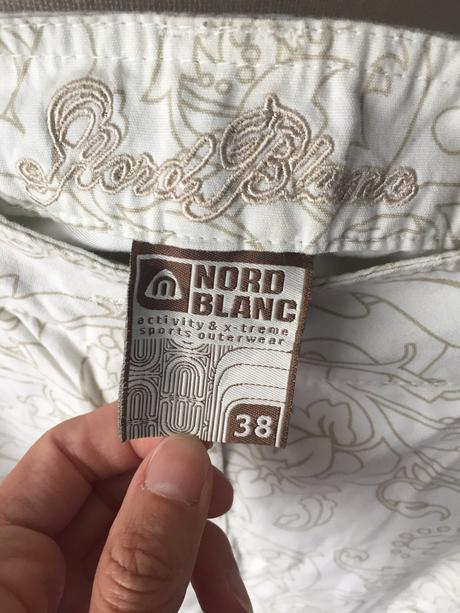 Nord Blanc
NORD
BLANC
activity & x-treme
sports outerwear
38